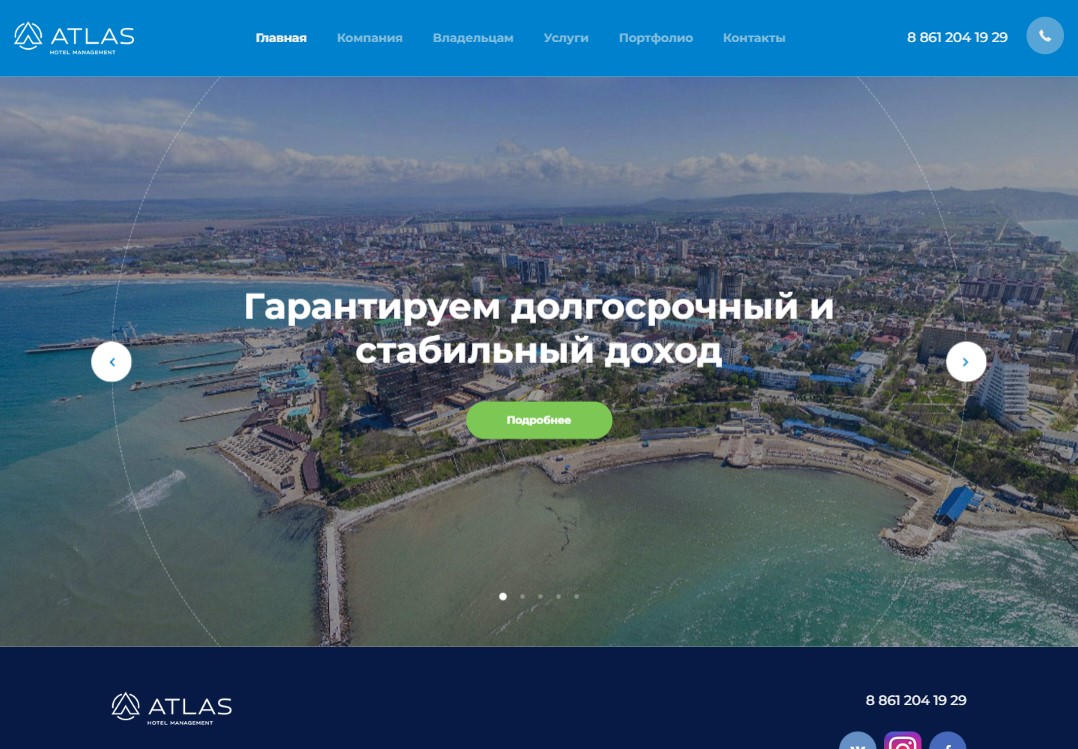 ATLAS
HOTEL MANAGEMENT
Главная Компания Владельцам Услуги Портфолио Контакты
8 861 204 19 29
Гарантируем долгосрочный и
стабильный доход
Подробнее
ATLAS
HOTEL MANAGEMENT
8 861 204 19 29